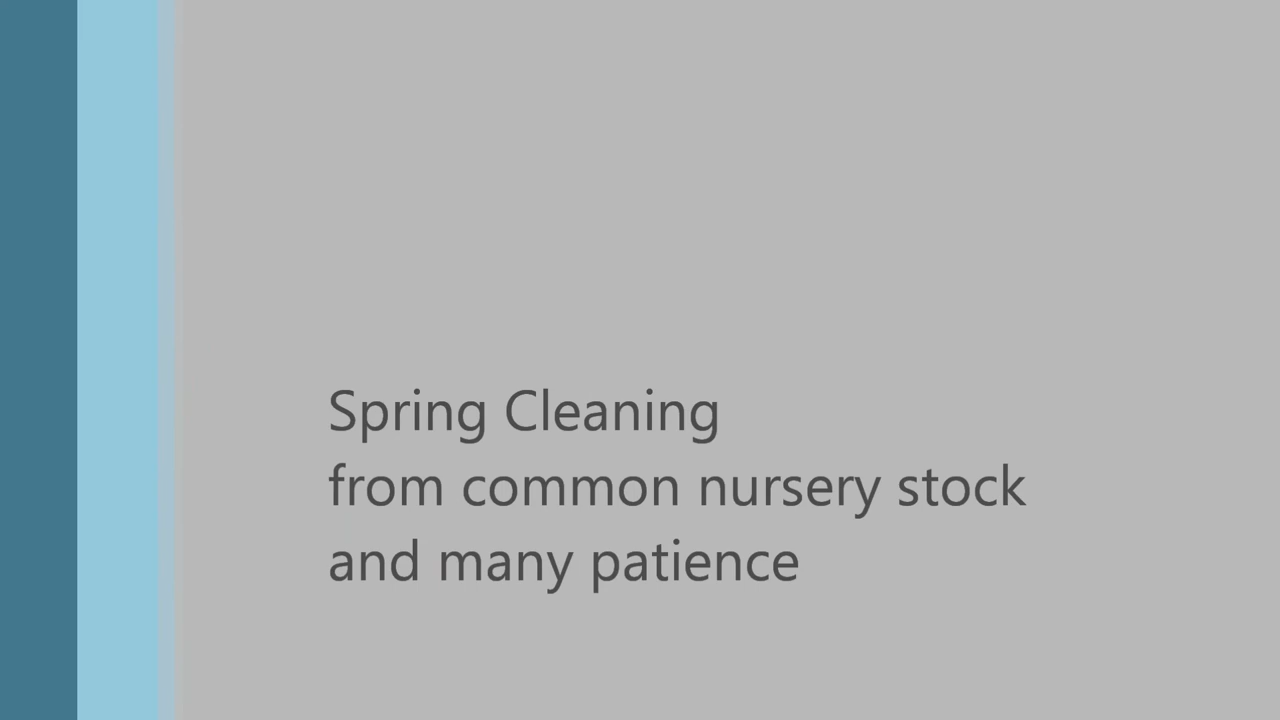 Spring Cleaning
from common nursery stock
and many patience